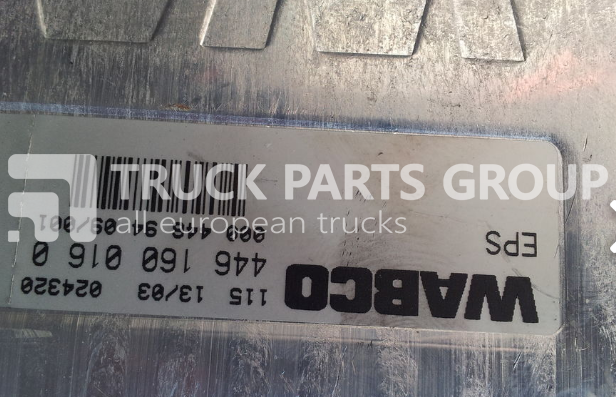 WABCO
EPS
115 13/03 024320
446 160 016 0
TRUCK PARTS GROUP
all european trucks